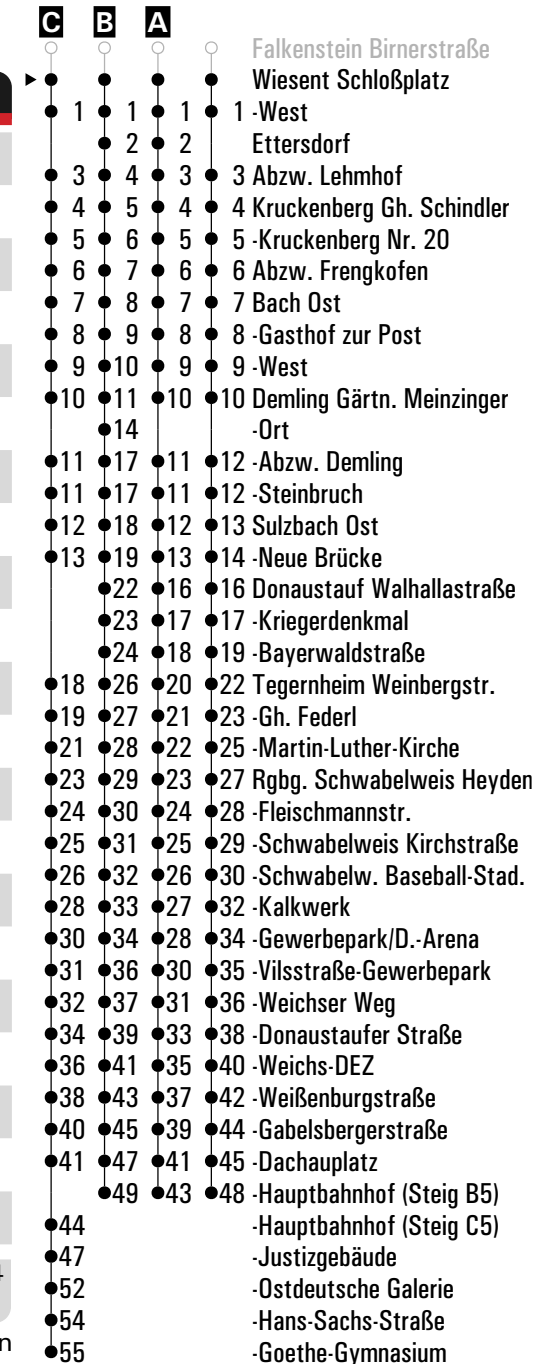 C B A
Falkenstein Birnerstraße
Wiesent Schloßplatz
1 1 1 1 -West
2 2 Ettersdorf
3 4 3 3 Abzw. Lehmhof
4 5 4 4 Kruckenberg Gh. Schindler
5 6 5 5 -Kruckenberg Nr. 20
6 7 6 6 Abzw. Frengkofen
7 8 7 7 Bach Ost
8 9 8 8 -Gasthof zur Post
9 10 9 9 -West
10 11 10 10 Demling Gärtn. Meinzinger
14 -Ort
11 17 11 12 -Abzw. Demling
11 17 11 12 -Steinbruch
12 18 12 13 Sulzbach Ost
13 19 13 14 -Neue Brücke
22 16 16 Donaustauf Walhallastraße
23 17 17 -Kriegerdenkmal
24 18 19 -Bayerwaldstraße
18 26 20 22 Tegernheim Weinbergstr.
19 27 21 23 -Gh. Federl
21 28 22 25 -Martin-Luther-Kirche
23 29 23 27 Rgbg. Schwabelweis Heyden
24 30 24 28 -Fleischmannstr.
25 31 25 29 -Schwabelweis Kirchstraße
26 32 26 30 -Schwabelw. Baseball-Stad.
28 33 27 32 -Kalkwerk
30 34 28 34 -Gewerbepark/D.-Arena
31 36 30 35 -Vilsstraße-Gewerbepark
32 37 31 36 -Weichser Weg
34 39 33 38 -Donaustaufer Straße
36 41 35 40 -Weichs-DEZ
38 43 37 42 -Weißenburgstraße
40 45 39 44 -Gabelsbergerstraße
41 47 41 45 -Dachauplatz
49 43 48 -Hauptbahnhof (Steig B5)
44 -Hauptbahnhof (Steig C5)
47 -Justizgebäude
52 -Ostdeutsche Galerie
54 -Hans-Sachs-Straße
n 55 -Goethe-Gymnasium